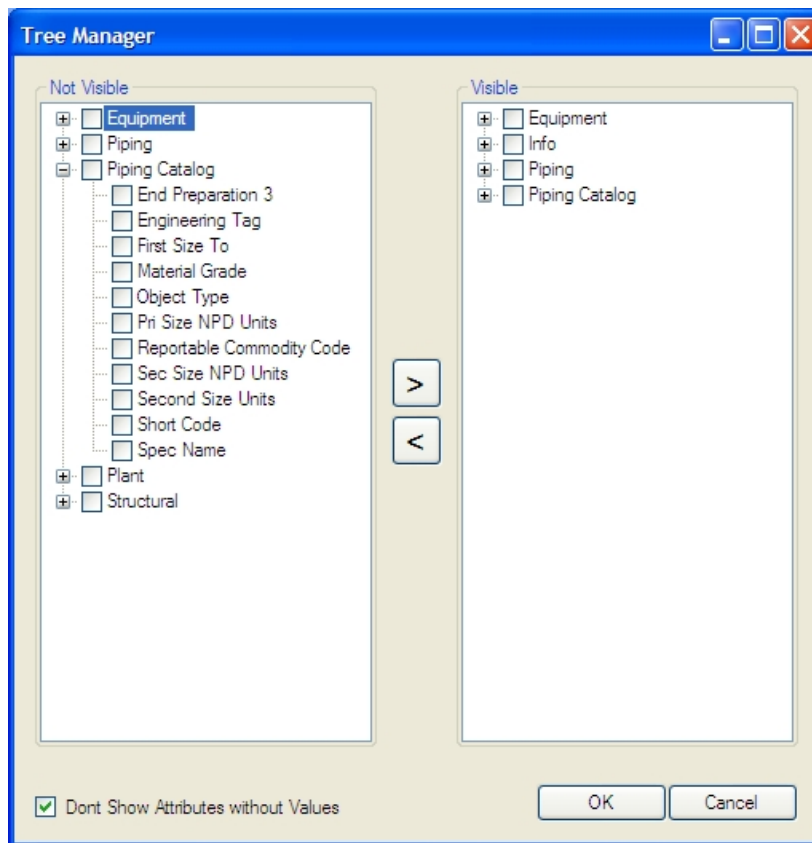 Tree Manager
Not Visible
Equipment
Piping
Piping Catalog
End Preparation 3
Engineering Tag
First Size To
Material Grade
Object Type
Pri Size NPD Units
Reportable Commodity Code
Sec Size NPD Units
Second Size Units
Short Code
Spec Name
Plant
Structural
>
<
Visible
Equipment
Info
Piping
Piping Catalog
Dont Show Attributes without Values
OK
Cancel